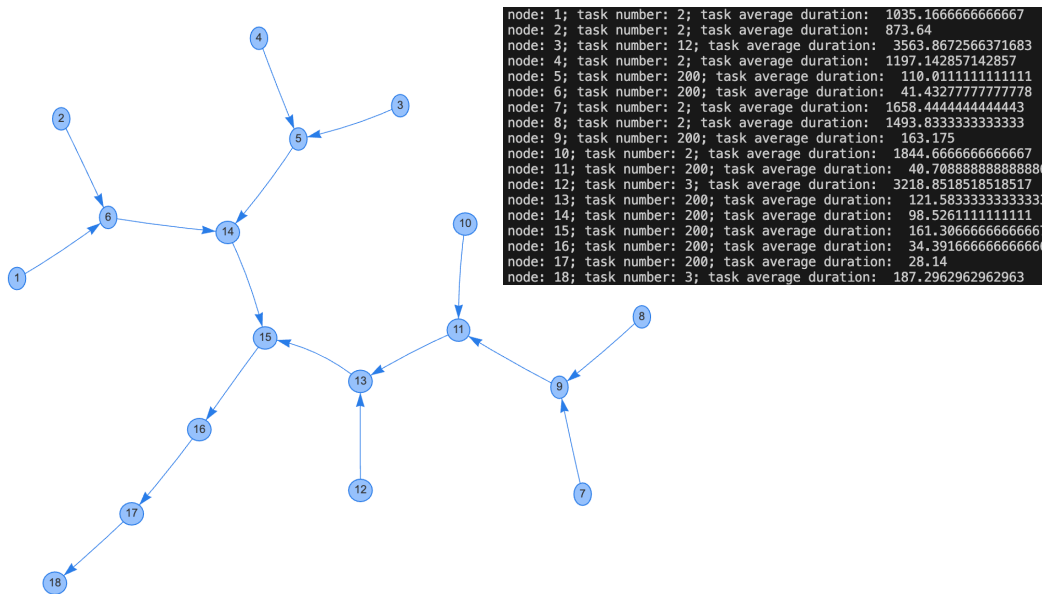 node: 1; task number: 2; task average duration:  1035.1666666666667
node: 2; task number: 2; task average duration:  873.64
node: 3; task number: 12; task average duration:  3563.8672566371683
node: 4; task number: 2; task average duration:  1197.142857142857
node: 5; task number: 200; task average duration:  110.0111111111111
node: 6; task number: 200; task average duration:  41.43277777777778
node: 7; task number: 2; task average duration:  1658.4444444444443
node: 8; task number: 2; task average duration:  1493.8333333333333
node: 9; task number: 200; task average duration:  163.175
node: 10; task number: 2; task average duration:  1844.6666666666667
node: 11; task number: 200; task average duration:  40.708888888888886
node: 12; task number: 3; task average duration:  3218.8518518518517
node: 13; task number: 200; task average duration:  121.58333333333333
node: 14; task number: 200; task average duration:  98.5261111111111
node: 15; task number: 200; task average duration:  161.30666666666667
node: 16; task number: 200; task average duration:  34.391666666666666
node: 17; task number: 200; task average duration:  28.14
node: 18; task number: 3; task average duration:  187.2962962962963
4
3
2
5
6
14
10
1
8
11
15
13
9
16
12
7
17
18